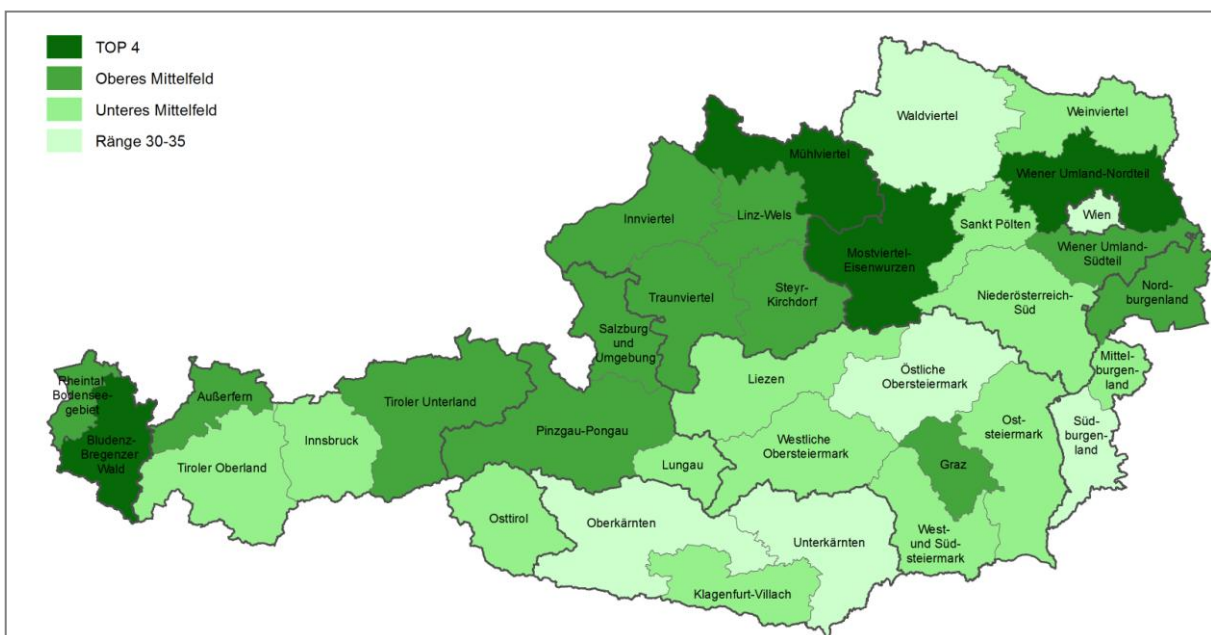 TOP 4
Oberes Mittelfeld
Unteres Mittelfeld
Ränge 30-35
Waldviertel
Weinviertel
Mühlviertel
Wiener Umland-Nordteil
Innviertel
Linz-Wels
Wien
Sankt Pölten
Mostviertel-
Eisenwurzen
Wiener Umland-
Südteil
Nord-
burgenland
Traunviertel
Steyr-
Kirchdorf
Niederösterreich-
Süd
Salzburg
und
Umgebung
Mittel-
burgen-
land
Liezen
Östliche
Obersteiermark
Rheintal
Bodensee-
gebiet
Außerfern
Tiroler Unterland
Pinzgau-Pongau
Süd-
burgen-
land
Ost-
steiermark
Bludenz-
Bregenzer
Wald
Innsbruck
Tiroler Oberland
Westliche
Obersteiermark
Lungau
Graz
Osttirol
Oberkärnten
Unterkärnten
West-
und Süd-
steiermark
Klagenfurt-Villach